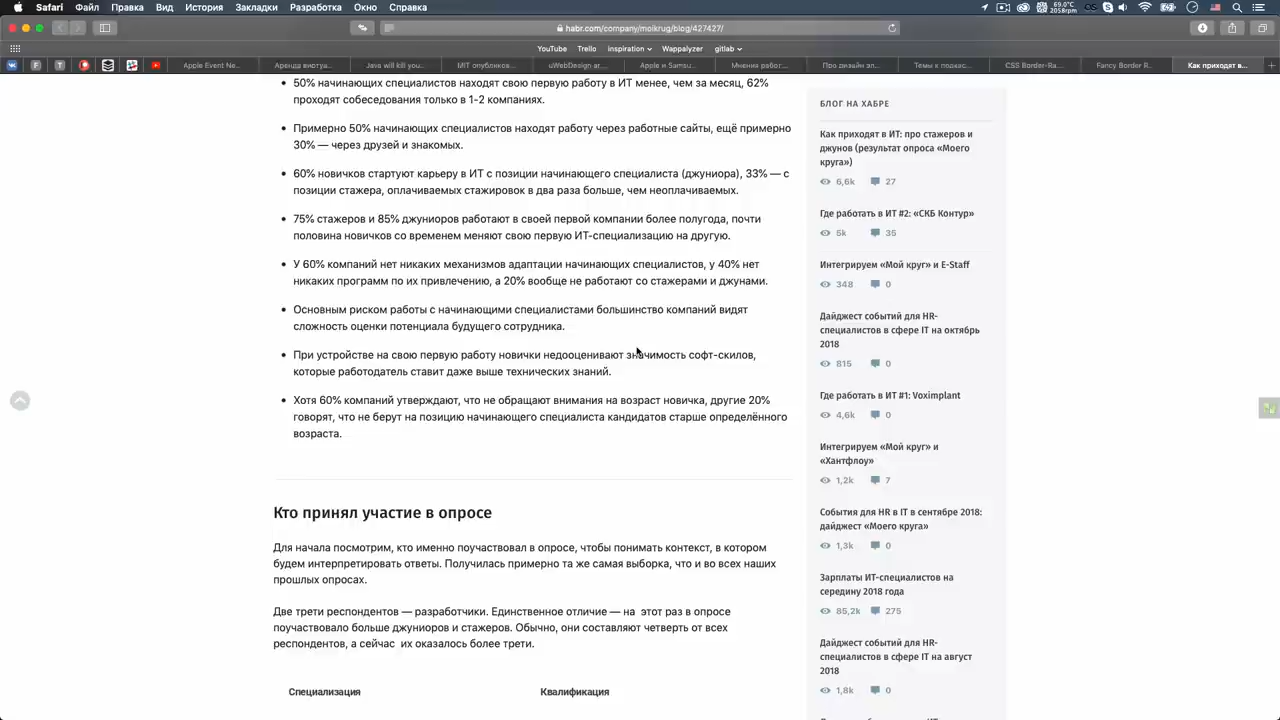 Safari Файл Правка Вид История Закладки Разработка Окно Справка
69.0°C
2058rpm
habr.com/company/moikrug/blog/427427/
YouTube Trello inspiration Wappalyzer gitlab
Apple Event Ne... Аренда виртуа... Java will kill you... МІТ опубликов... uWebDesign ar... Apple и Samsu... Мнение работ... Про дизайн эл... Темы к подкас... CSS Border-Ra... Fancy Border R... Как приходят в...
50% начинающих специалистов находят свою первую работу в ИТ менее, чем за месяц, 62%
проходят собеседования только в 1-2 компаниях.
Примерно 50% начинающих специалистов находят работу через работные сайты, ещё примерно
30% — через друзей и знакомых.
60% новичков стартуют карьеру в ИТ с позиции начинающего специалиста (джуниора), 33% — с
позиции стажера, оплачиваемых стажировок в два раза больше, чем неоплачиваемых.
75% стажеров и 85% джуниоров работают в своей первой компании более полугода, почти
половина новичков со временем меняют свою первую ИТ-специализацию на другую.
У 60% компаний нет никаких механизмов адаптации начинающих специалистов, у 40% нет
никаких программ по их привлечению, а 20% вообще не работают со стажерами и джунами.
Основным риском работы с начинающими специалистами большинство компаний видят
сложность оценки потенциала будущего сотрудника.
При устройстве на свою первую работу новички недооценивают значимость софт-скилов,
которые работодатель ставит даже выше технических знаний.
Хотя 60% компаний утверждают, что не обращают внимания на возраст новичка, другие 20%
говорят, что не берут на позицию начинающего специалиста кандидатов старше определённого
возраста.
Кто принял участие в опросе
Для начала посмотрим, кто именно поучаствовал в опросе, чтобы понимать контекст, в котором
будем интерпретировать ответы. Получилась примерно та же самая выборка, что и во всех наших
прошлых опросах.
Две трети респондентов — разработчики. Единственное отличие — на этот раз в опросе
поучаствовало больше джуниоров и стажеров. Обычно, они составляют четверть от всех
респондентов, а сейчас их оказалось более трети.
Специализация Квалификация
БЛОГ НА ХАБРЕ
Как приходят в ИТ: про стажеров и
джунов (результат опроса «Моего
круга»)
6,6k 27
Где работать в ИТ #2: «СКБ Контур»
5k 35
Интегрируем «Мой круг» и E-Staff
348 0
Дайджест событий для HR-
специалистов в сфере IT на октябрь
2018
815 0
Где работать в ИТ #1: Voximplant
4,6k 0
Интегрируем «Мой круг» и
«Хантфлоу»
1,2k 7
События для HR в IT в сентябре 2018:
дайджест «Моего круга»
1,3k 0
Зарплаты ИТ-специалистов на
середину 2018 года
85,2k 275
Дайджест событий для HR-
специалистов в сфере IT на август
2018
1,8k 0